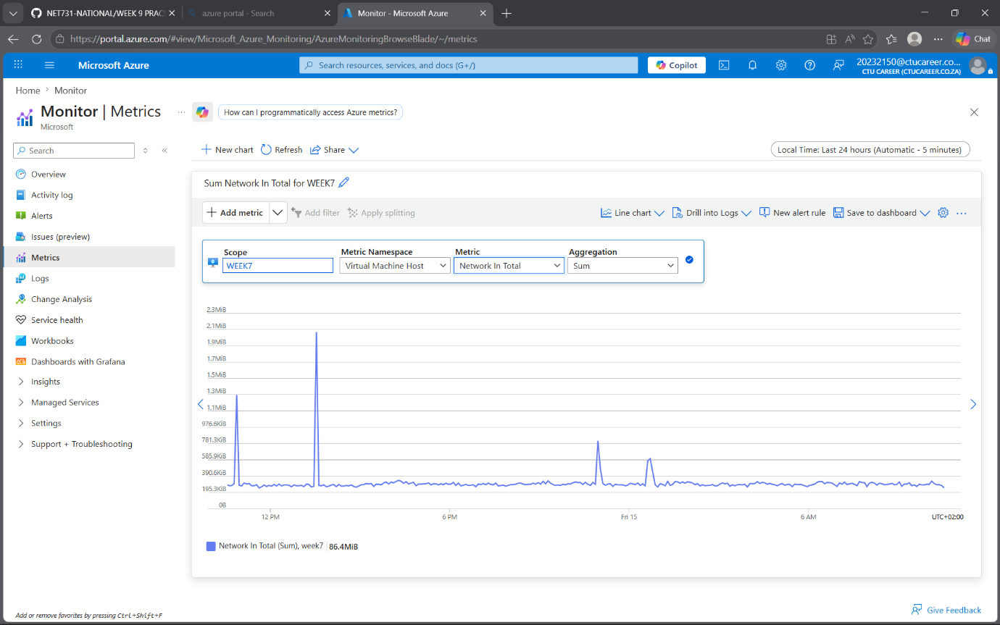 NET731-NATIONAL/WEEK 9 PRAC
azure portal - Search
Monitor - Microsoft Azure
https://portal.azure.com/#view/Microsoft_Azure_Monitoring/AzureMonitoringBrowseBlade/~/metrics
Chat
Microsoft Azure
Search resources, services, and docs (G+/)
Copilot
20232150@ctucareer.co...
CTU CAREER (CTUCAREER.CO.ZA)
Home > Monitor
Monitor | Metrics
Microsoft
How can I programmatically access Azure metrics?
Search
New chart
Refresh
Share
Local Time: Last 24 hours (Automatic - 5 minutes)
Overview
Activity log
Alerts
Issues (preview)
Metrics
Logs
Change Analysis
Service health
Workbooks
Dashboards with Grafana
Insights
Managed Services
Settings
Support + Troubleshooting
Sum Network In Total for WEEK7
Add metric
Add filter
Apply splitting
Line chart
Drill into Logs
New alert rule
Save to dashboard
Scope
WEEK7
Metric Namespace
Virtual Machine Host
Metric
Network In Total
Aggregation
Sum
2.3MiB
2.1MiB
1.9MiB
1.7MiB
1.5MiB
1.3MiB
1.1MiB
976.6KiB
781.3KiB
585.9KiB
390.6KiB
195.3KiB
0B
12 PM
6 PM
Fri 15
6 AM
UTC+02:00
Network In Total (Sum), week7
86.4MiB
Add or remove favorites by pressing Ctrl+Shift+F
Give Feedback